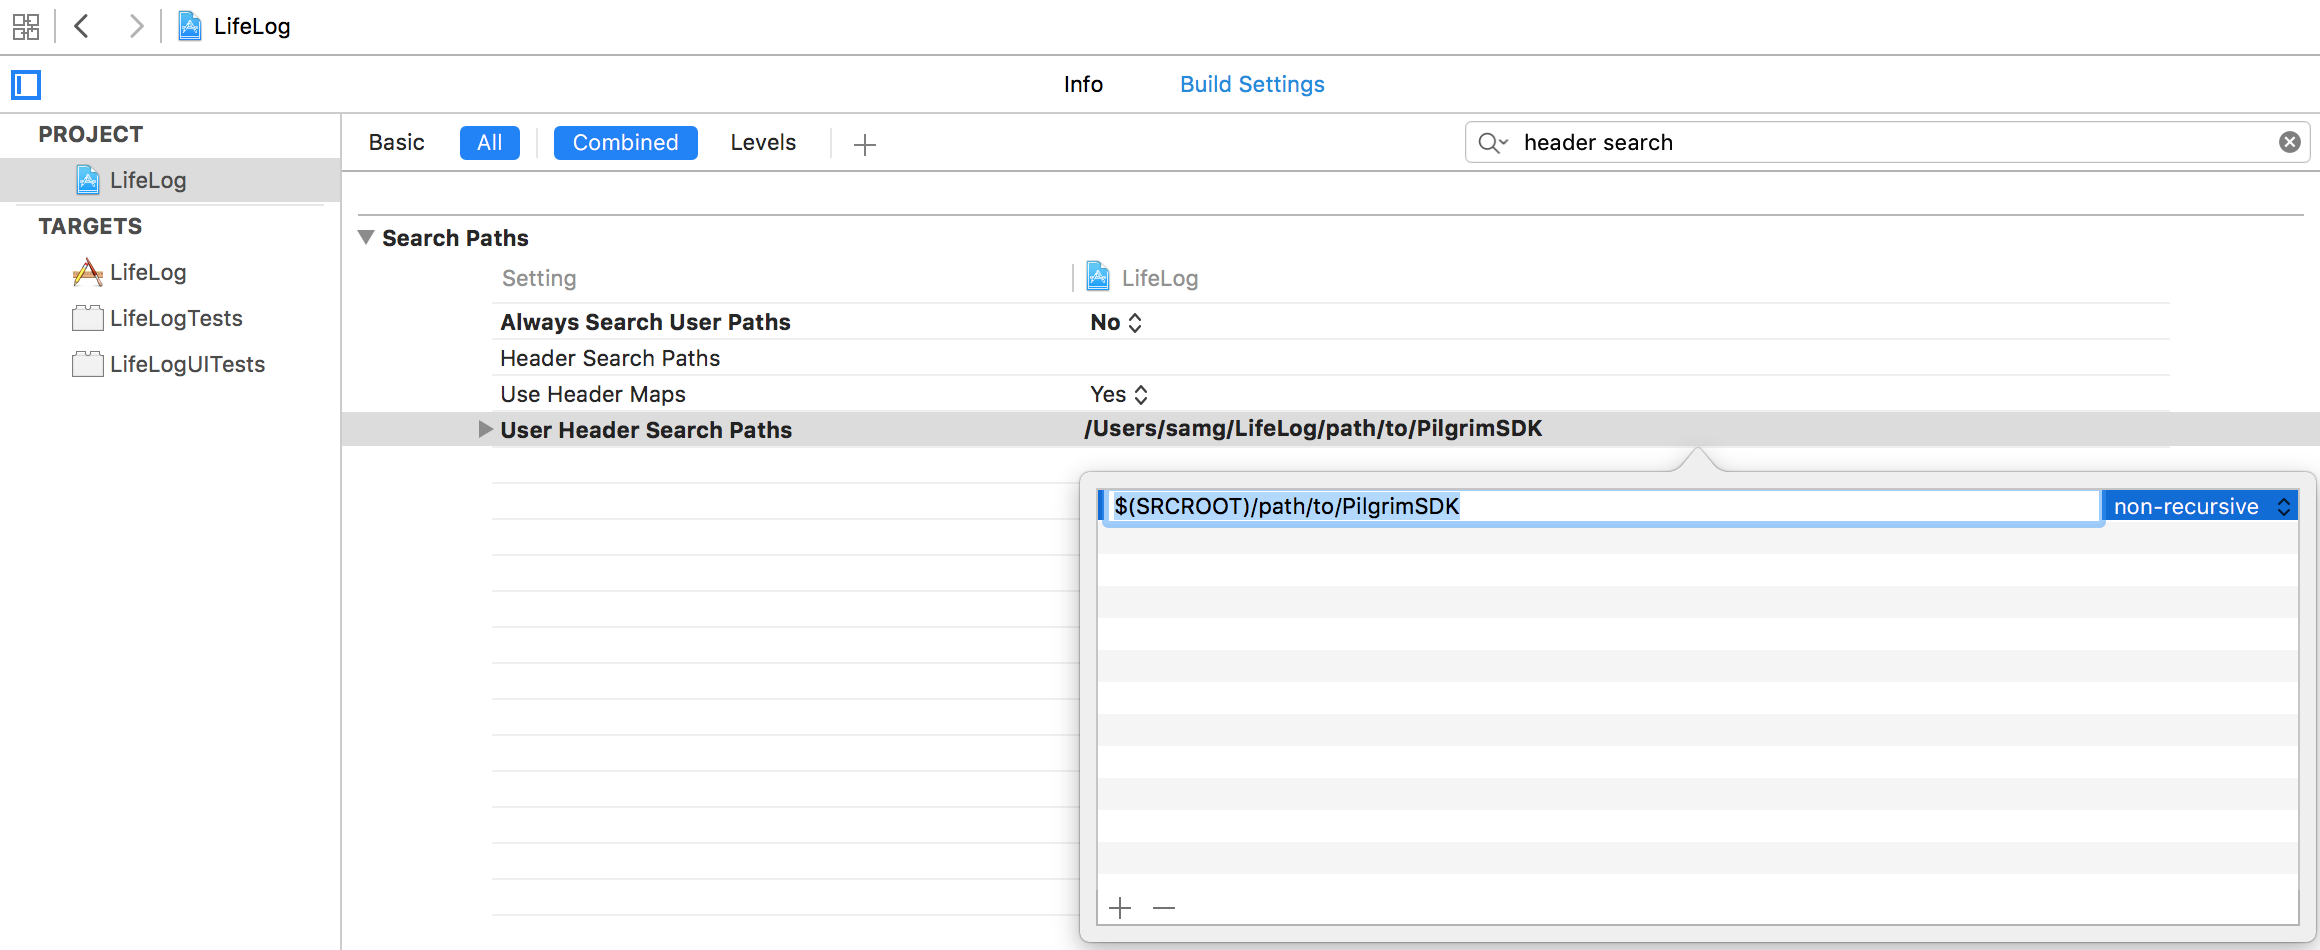 LifeLog
Info Build Settings
PROJECT
LifeLog
TARGETS
LifeLog
LifeLogTests
LifeLogUITests
Basic All Combined Levels header search
Search Paths
Setting LifeLog
Always Search User Paths No
Header Search Paths
Use Header Maps Yes
User Header Search Paths /Users/samg/LifeLog/path/to/PilgrimSDK
$(SRCROOT)/path/to/PilgrimSDK non-recursive